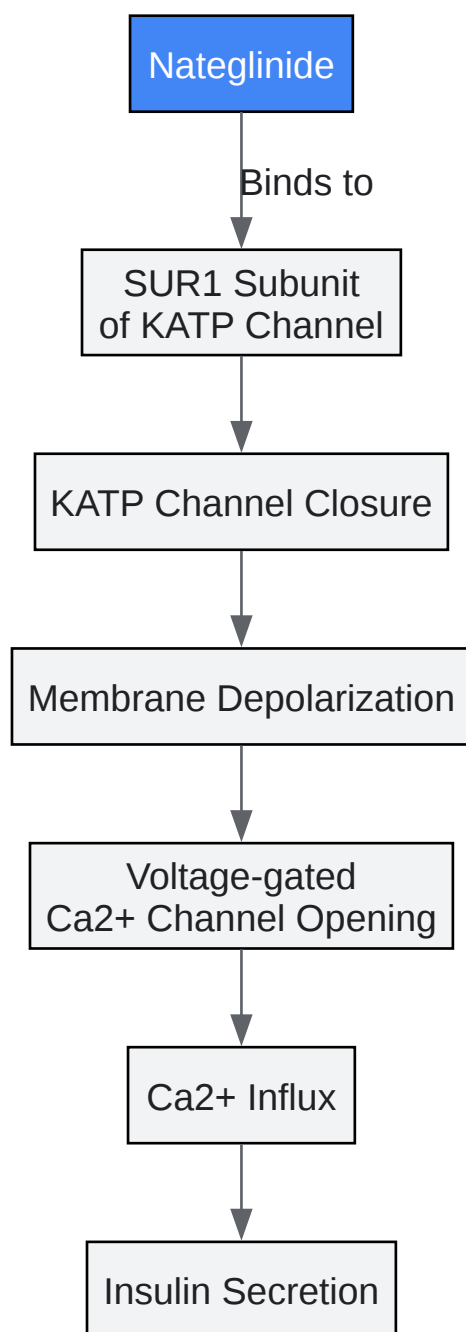 Nateglinide
Binds to
SUR1 Subunit
of KATP Channel
KATP Channel Closure
Membrane Depolarization
Voltage-gated
Ca2+ Channel Opening
Ca2+ Influx
Insulin Secretion